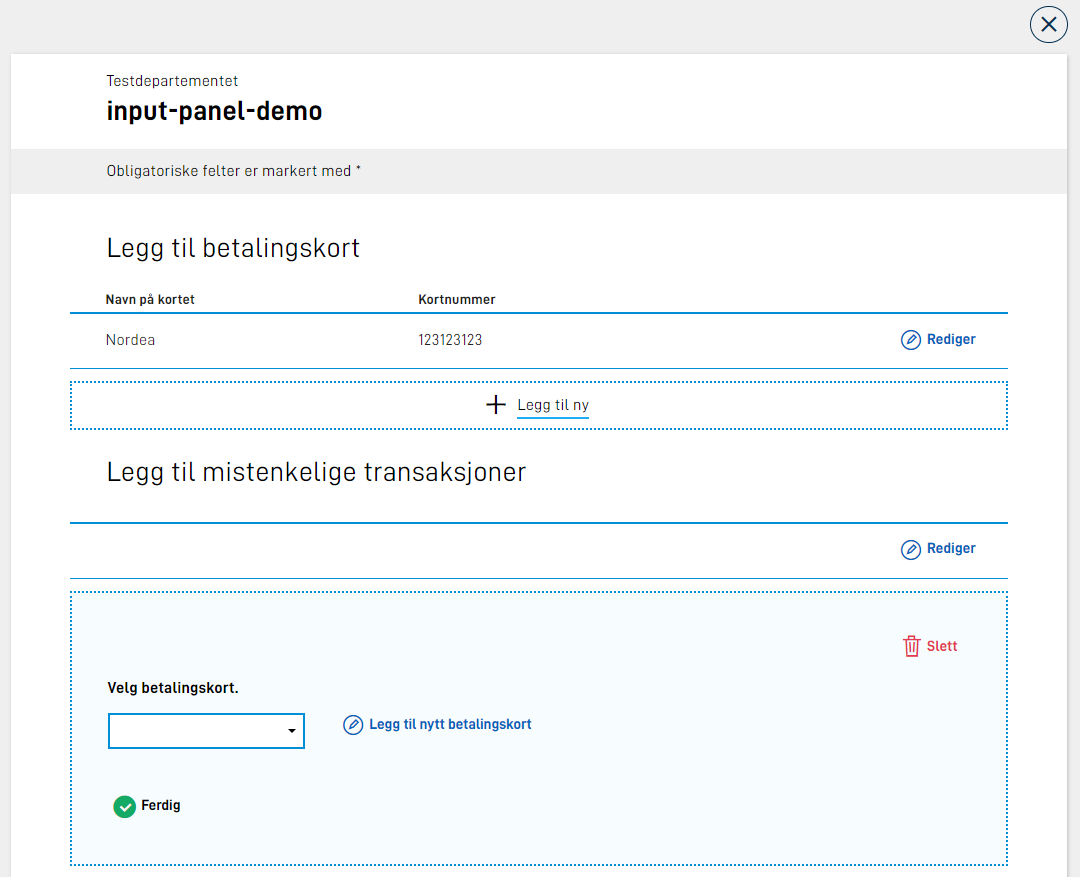 Testdepartementet
input-panel-demo
Obligatoriske felter er markert med *
Legg til betalingskort
Navn på kortet Kortnummer
Nordea 123123123 Rediger
Legg til ny
Legg til mistenkelige transaksjoner
Rediger
Slett
Velg betalingskort.
Legg til nytt betalingskort
Ferdig